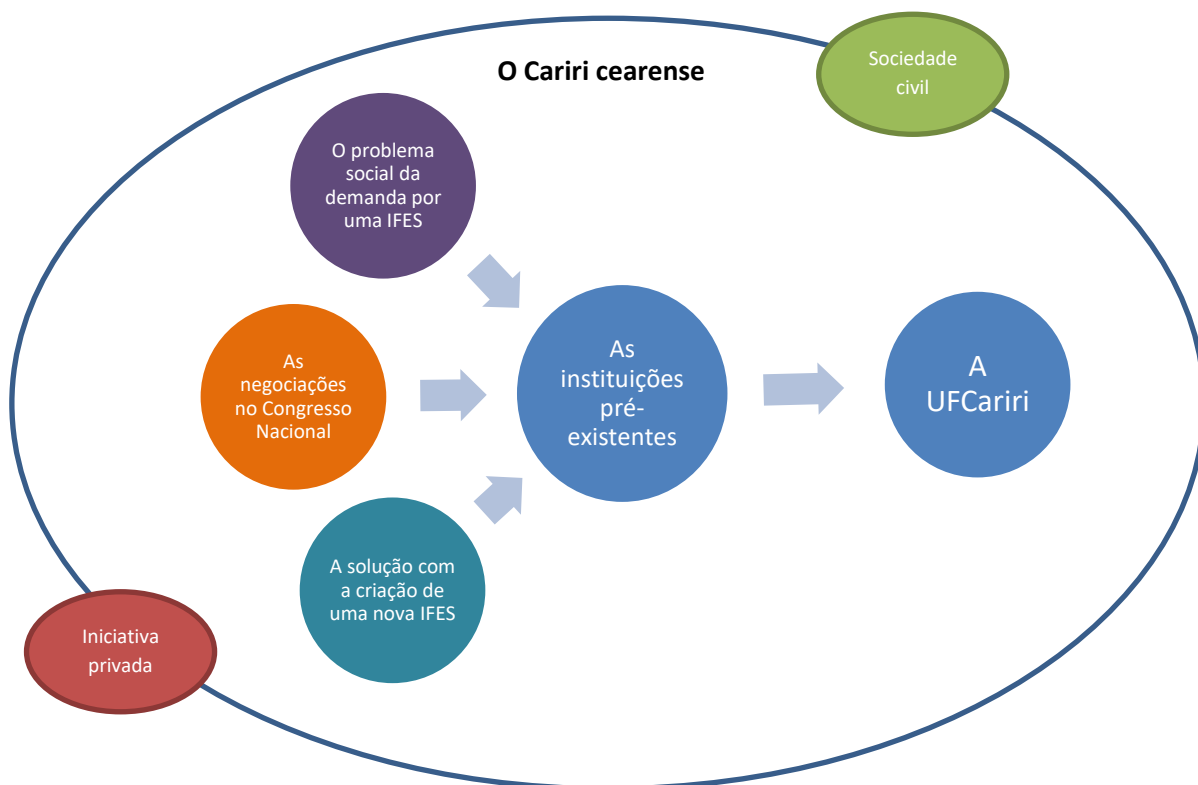 O Cariri cearense
Sociedade
civil
O problema
social da
demanda por
uma IFES
As
negociações
no Congresso
Nacional
As
instituições
pré-
existentes
A
UFCariri
A solução com
a criação de
uma nova IFES
Iniciativa
privada